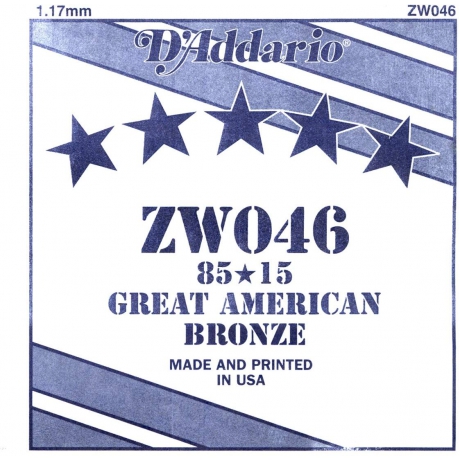 1.17mm ZW046
D'Addario®
ZW046
85★15
GREAT AMERICAN
BRONZE
MADE AND PRINTED
IN USA